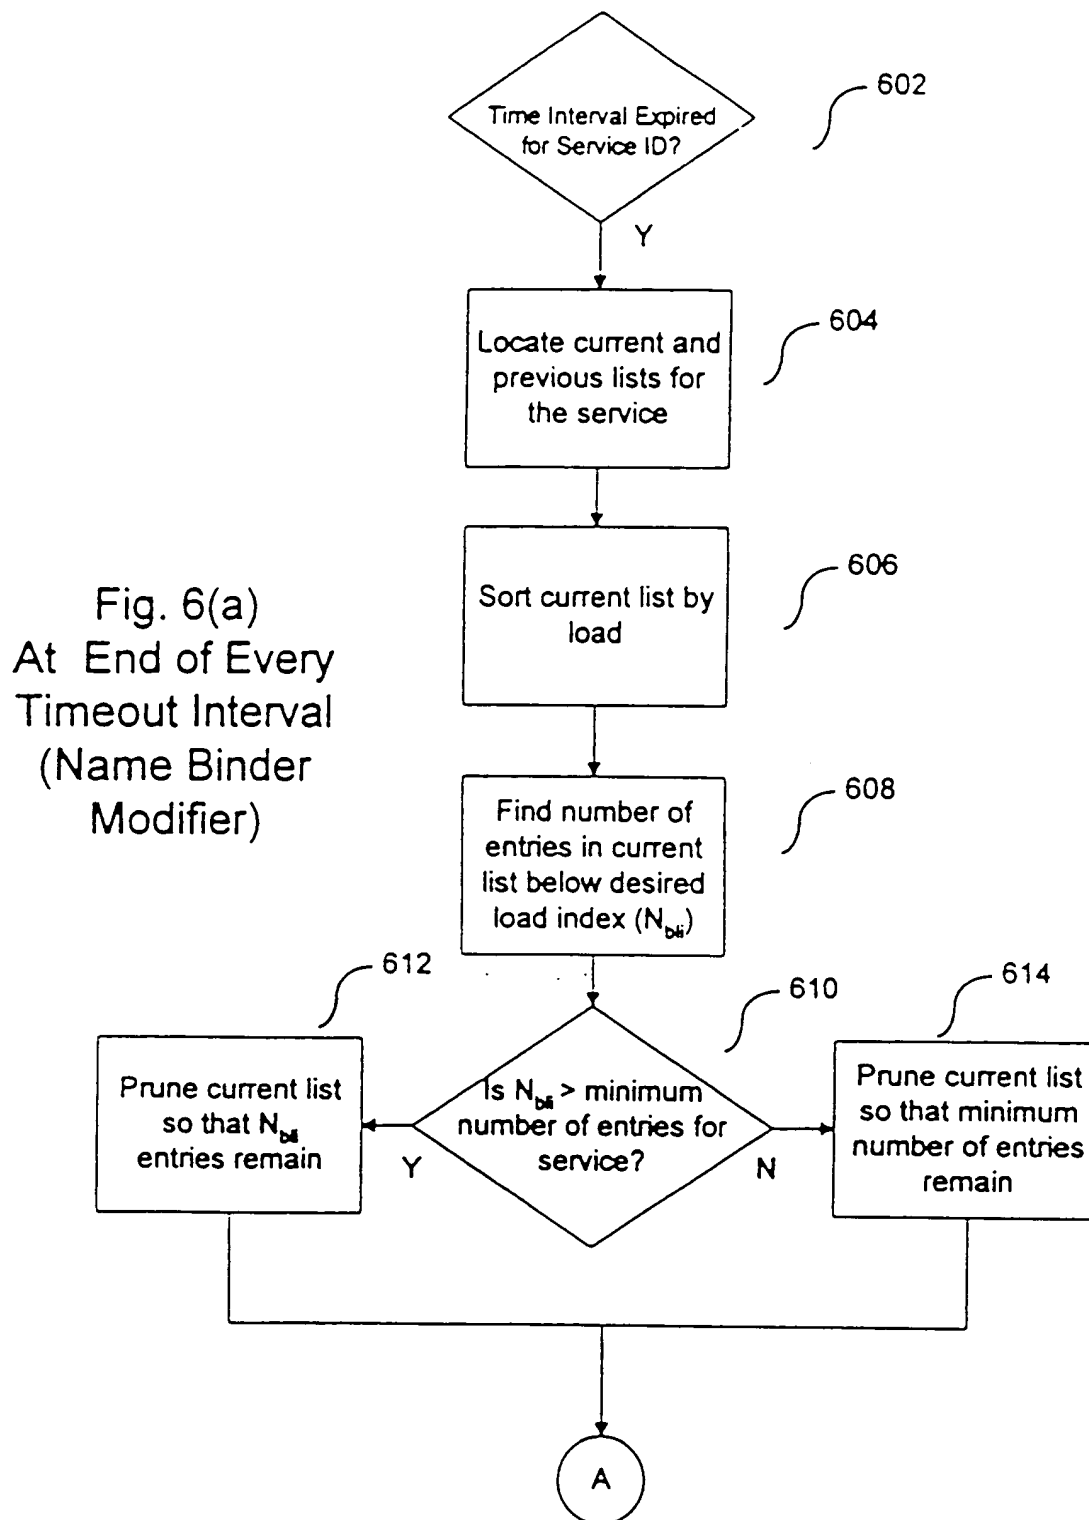 602
Time Interval Expired
for Service ID?
Y
604
Locate current and
previous lists for
the service
606
Sort current list by
load
Fig. 6(a)
At End of Every
Timeout Interval
(Name Binder
Modifier)
608
Find number of
entries in current
list below desired
load index (Nbli)
612
610
614
Prune current list
so that Nbli
entries remain
Is Nbli > minimum
number of entries for
service?
Y
N
Prune current list
so that minimum
number of entries
remain
A